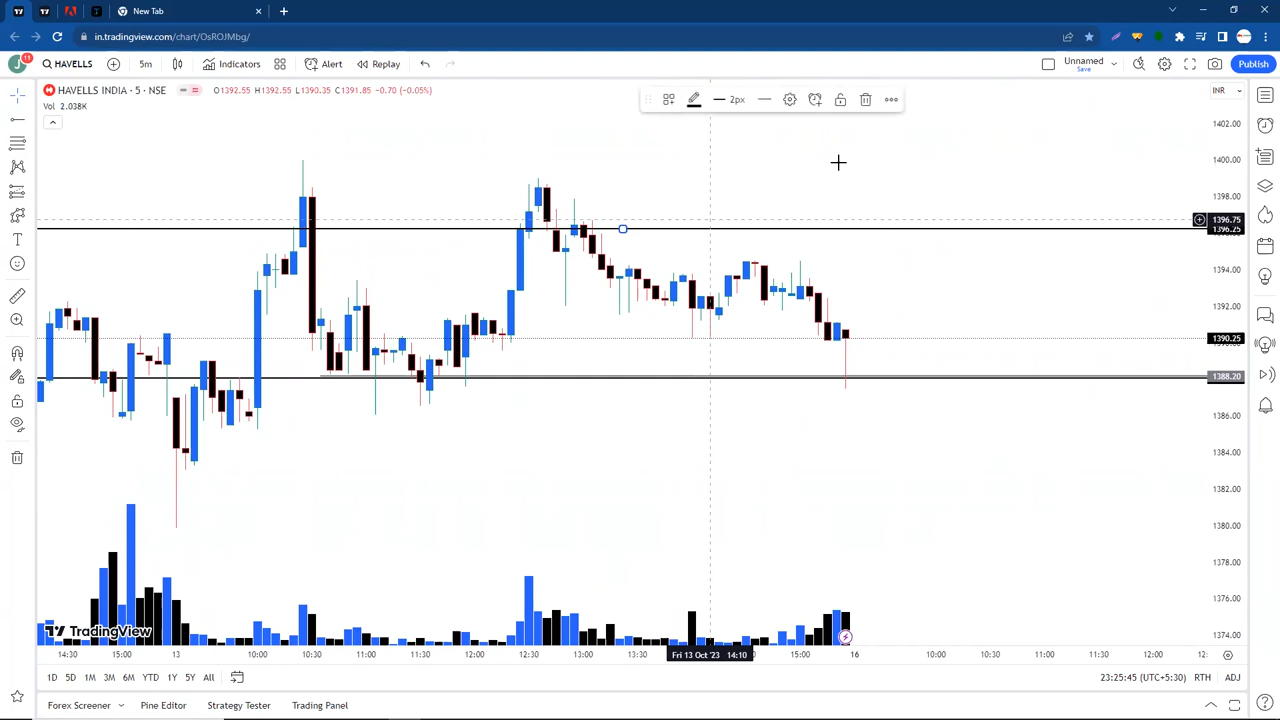 New Tab
in.tradingview.com/chart/OsROJMbg/
11
HAVELLS
5m
Indicators
Alert
Replay
Unnamed
Save
Publish
HAVELLS INDIA · 5 · NSE
O1392.55 H1392.55 L1390.35 C1391.85 -0.70 (-0.05%)
Vol 2.038K
2px
INR
1402.00
1400.00
1398.00
1396.75
1396.25
1394.00
1392.00
1390.25
1388.20
1386.00
1384.00
1382.00
1380.00
1378.00
1376.00
1374.00
TradingView
14:30 15:00 13 10:00 10:30 11:00 11:30 12:00 12:30 13:00 13:30 Fri 13 Oct '23 14:10 15:00 16 10:00 10:30 11:00 11:30 12:00 12:
1D 5D 1M 3M 6M YTD 1Y 5Y All
23:25:45 (UTC+5:30) RTH ADJ
Forex Screener Pine Editor Strategy Tester Trading Panel